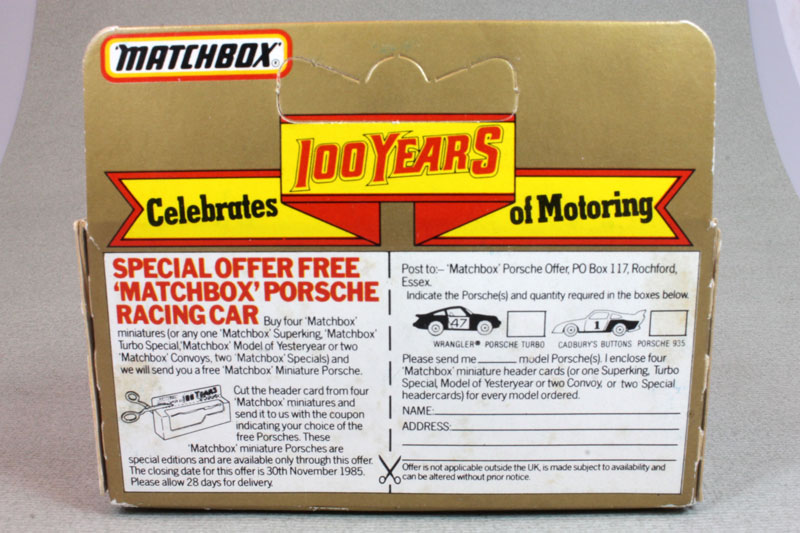 'MATCHBOX'®
100 YEARS
Celebrates
of Motoring
SPECIAL OFFER FREE
'MATCHBOX' PORSCHE
RACING CAR Buy four 'Matchbox'
miniatures (or any one 'Matchbox' Superking, 'Matchbox'
Turbo Special, 'Matchbox' Model of Yesteryear or two
'Matchbox' Convoys, two 'Matchbox' Specials) and
we will send you a free 'Matchbox' Miniature Porsche.
100 YEARS
Cut the header card from four
'Matchbox' miniatures and
send it to us with the coupon
indicating your choice of the
free Porsches. These
'Matchbox' miniature Porsches are
special editions and are available only through this offer.
The closing date for this offer is 30th November 1985.
Please allow 28 days for delivery.
Post to:– 'Matchbox' Porsche Offer, PO Box 117, Rochford,
Essex.
Indicate the Porsche(s) and quantity required in the boxes below.
47
1
WRANGLER® PORSCHE TURBO
CADBURY'S BUTTONS PORSCHE 935
Please send me ______ model Porsche(s). I enclose four
'Matchbox' miniature header cards (or one Superking, Turbo
Special, Model of Yesteryear or two Convoy, or two Special
headercards) for every model ordered.
NAME:
ADDRESS:
Offer is not applicable outside the UK, is made subject to availability and
can be altered without prior notice.